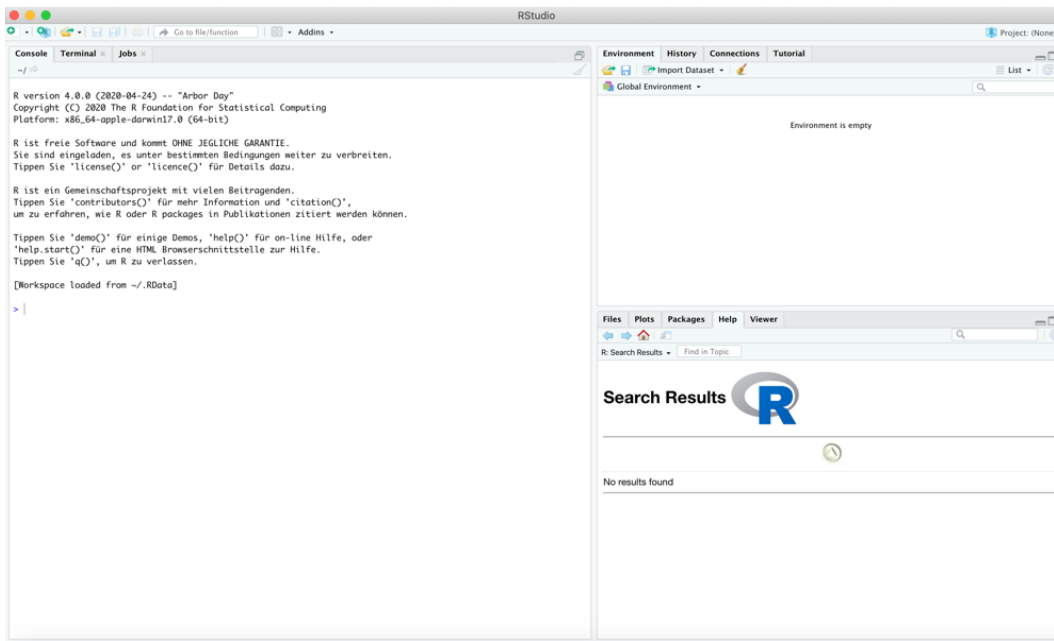 RStudio
Go to file/function
Addins
Project: (None
Console Terminal Jobs
~/
R version 4.0.0 (2020-04-24) -- "Arbor Day"
Copyright (C) 2020 The R Foundation for Statistical Computing
Platform: x86_64-apple-darwin17.0 (64-bit)
R ist freie Software und kommt OHNE JEGLICHE GARANTIE.
Sie sind eingeladen, es unter bestimmten Bedingungen weiter zu verbreiten.
Tippen Sie 'license()' or 'licence()' für Details dazu.
R ist ein Gemeinschaftsprojekt mit vielen Beitragenden.
Tippen Sie 'contributors()' für mehr Information und 'citation()',
um zu erfahren, wie R oder R packages in Publikationen zitiert werden können.
Tippen Sie 'demo()' für einige Demos, 'help()' für on-line Hilfe, oder
'help.start()' für eine HTML Browserschnittstelle zur Hilfe.
Tippen Sie 'q()', um R zu verlassen.
[Workspace loaded from ~/.RData]
>
Environment History Connections Tutorial
Import Dataset List
Global Environment
Environment is empty
Files Plots Packages Help Viewer
R: Search Results Find in Topic
Search Results R
No results found